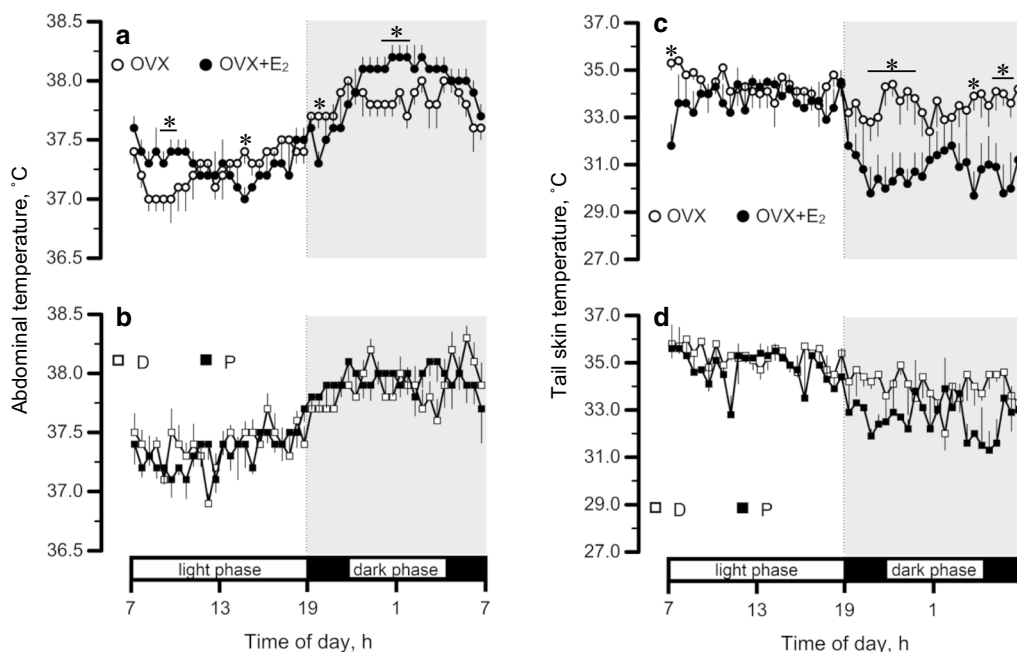 a
OVX OVX+E₂
* * * *
38.5
38.0
37.5
37.0
36.5
Abdominal temperature, ˚C
b
D P
38.5
38.0
37.5
37.0
36.5
light phase dark phase
7 13 19 1 7
Time of day, h
c
* * * *
37.0
35.0
33.0
31.0
29.0
27.0
OVX OVX+E₂
Tail skin temperature, ˚C
d
37.0
35.0
33.0
31.0
29.0
27.0
D P
light phase dark phase
7 13 19 1
Time of day, h